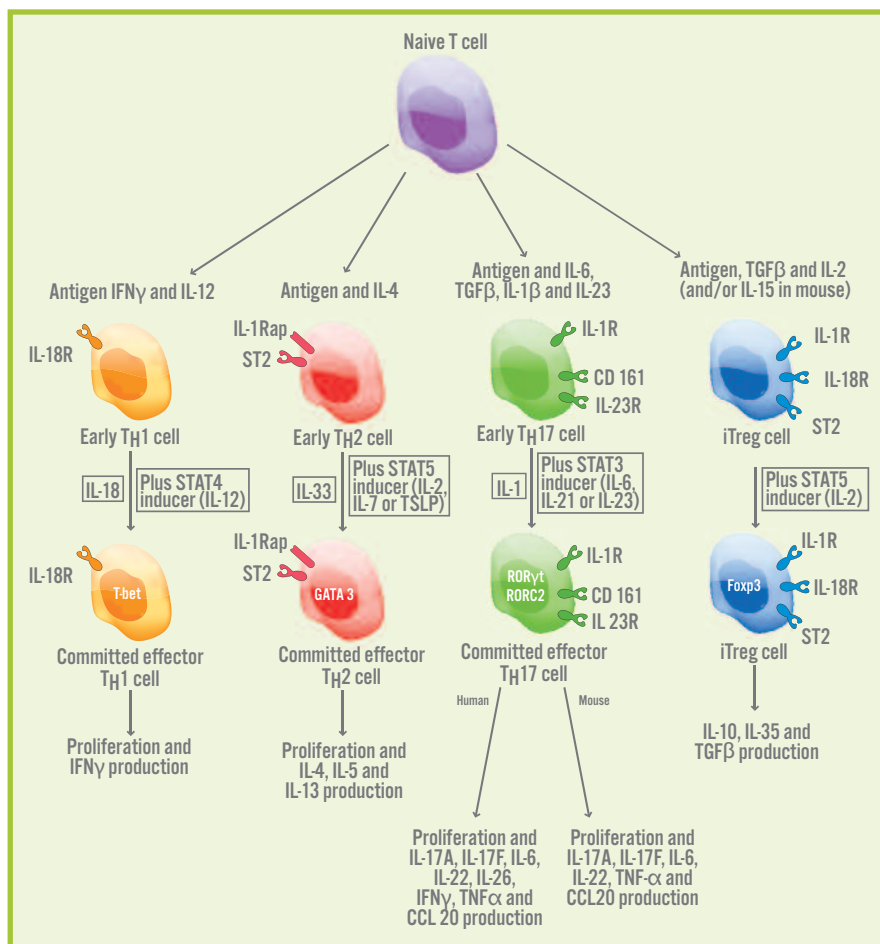 Naive T cell
Antigen IFNγ and IL-12
Antigen and IL-4
Antigen and IL-6,
TGFβ, IL-1β and IL-23
Antigen, TGFβ and IL-2
(and/or IL-15 in mouse)
IL-18R
IL-1Rap
ST2
IL-1R
CD 161
IL-23R
IL-1R
IL-18R
ST2
Early TH1 cell
Early TH2 cell
Early TH17 cell
iTreg cell
IL-18
Plus STAT4
inducer (IL-12)
IL-33
Plus STAT5
inducer (IL-2,
IL-7 or TSLP)
IL-1
Plus STAT3
inducer (IL-6,
IL-21 or IL-23)
Plus STAT5
inducer (IL-2)
IL-18R
T-bet
IL-1Rap
ST2
GATA 3
IL-1R
RORγt
RORC2
CD 161
IL 23R
IL-1R
Foxp3
IL-18R
ST2
Committed effector
TH1 cell
Committed effector
TH2 cell
Committed effector
TH17 cell
iTreg cell
Human
Mouse
Proliferation and
IFNγ production
Proliferation and
IL-4, IL-5 and
IL-13 production
IL-10, IL-35 and
TGFβ production
Proliferation and
IL-17A, IL-17F, IL-6,
IL-22, IL-26,
IFNγ, TNFα and
CCL 20 production
Proliferation and
IL-17A, IL-17F, IL-6,
IL-22, TNF-α and
CCL20 production